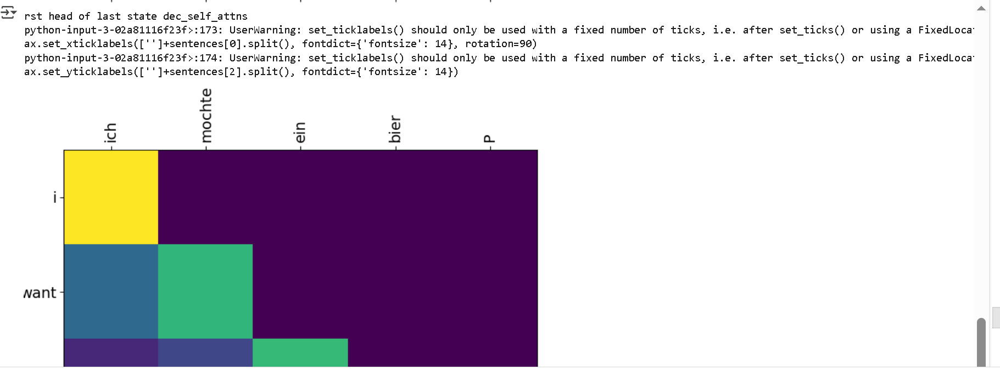 rst head of last state dec_self_attns
python-input-3-02a81116f23f>:173: UserWarning: set_ticklabels() should only be used with a fixed number of ticks, i.e. after set_ticks() or using a FixedLocat
ax.set_xticklabels(['']+sentences[0].split(), fontdict={'fontsize': 14}, rotation=90)
python-input-3-02a81116f23f>:174: UserWarning: set_ticklabels() should only be used with a fixed number of ticks, i.e. after set_ticks() or using a FixedLocat
ax.set_yticklabels(['']+sentences[2].split(), fontdict={'fontsize': 14})
ich mochte ein bier P
i
want